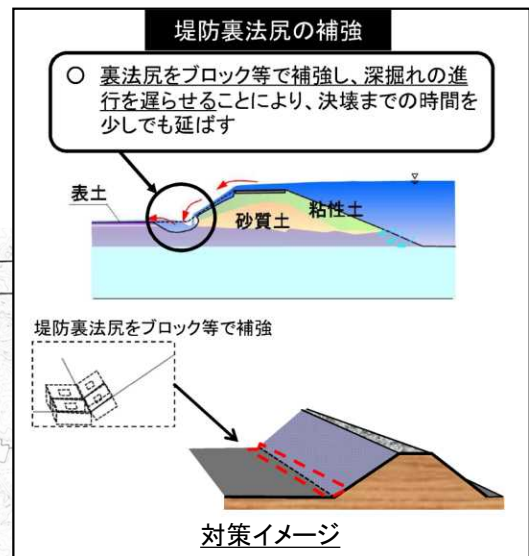 堤防裏法尻の補強
○ 裏法尻をブロック等で補強し、深掘れの進
行を遅らせることにより、決壊までの時間を
少しでも延ばす
表土
砂質土
粘性土
堤防裏法尻をブロック等で補強
対策イメージ